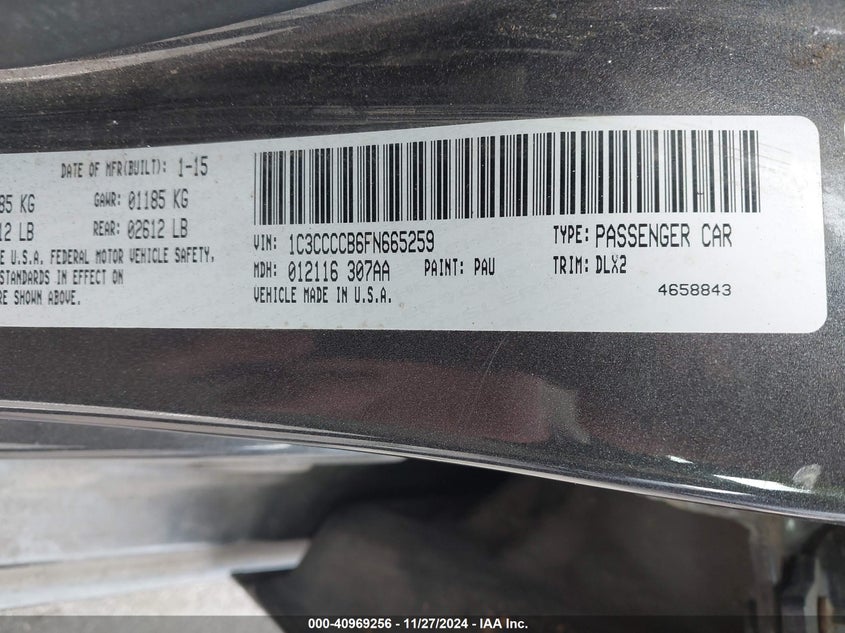 DATE OF MFR(BUILT): 1-15
85 KG GAWR: 01185 KG
12 LB REAR: 02612 LB
E U.S.A. FEDERAL MOTOR VEHICLE SAFETY,
STANDARDS IN EFFECT ON
RE SHOWN ABOVE.
VIN: 1C3CCCCB6FN665259 TYPE: PASSENGER CAR
MDH: 012116 307AA PAINT: PAU TRIM: DLX2
VEHICLE MADE IN U.S.A. 4658843
000-40969256 - 11/27/2024 - IAA Inc.